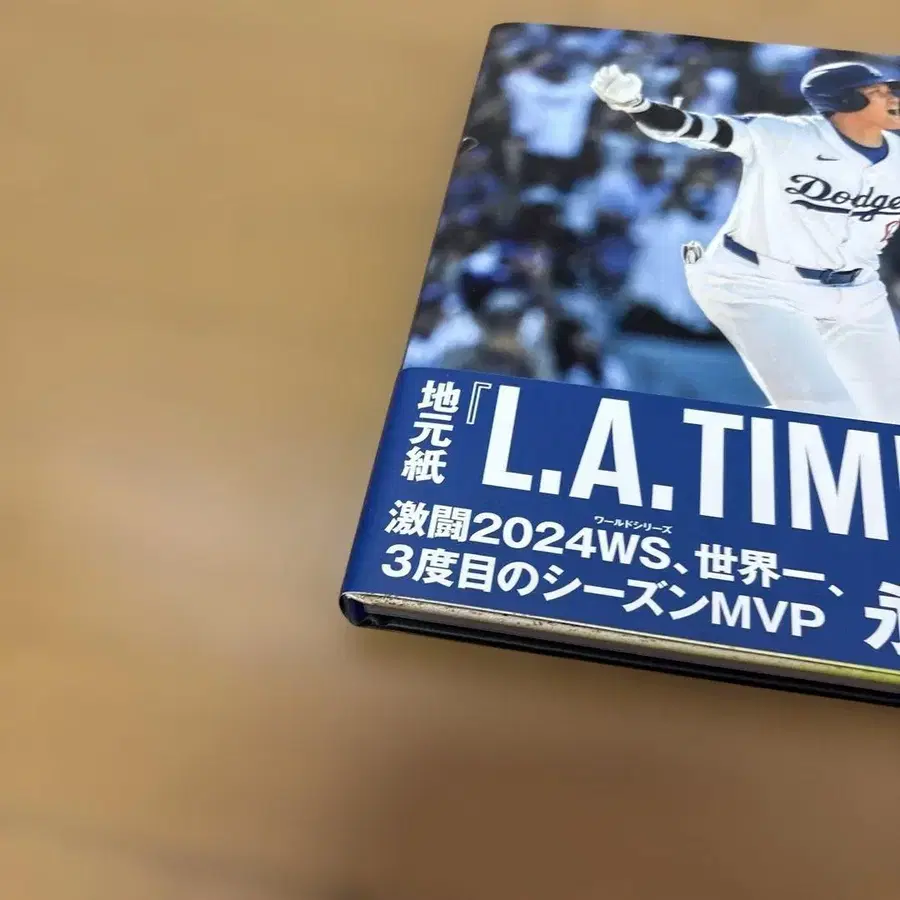 Dodge
地元紙
『L.A.TIM
ワールドシリーズ
激闘2024WS、世界一、
3度目のシーズンMVP
永